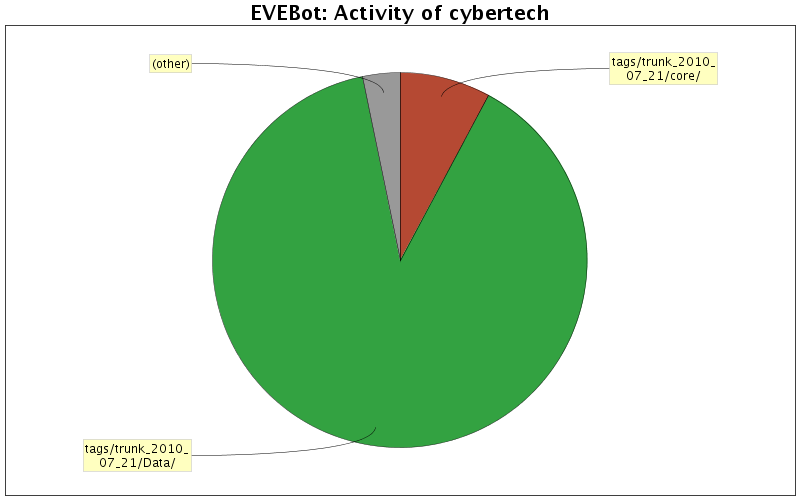 EVEBot: Activity of cybertech
(other)
tags/trunk_2010_
07_21/core/
tags/trunk_2010_
07_21/Data/